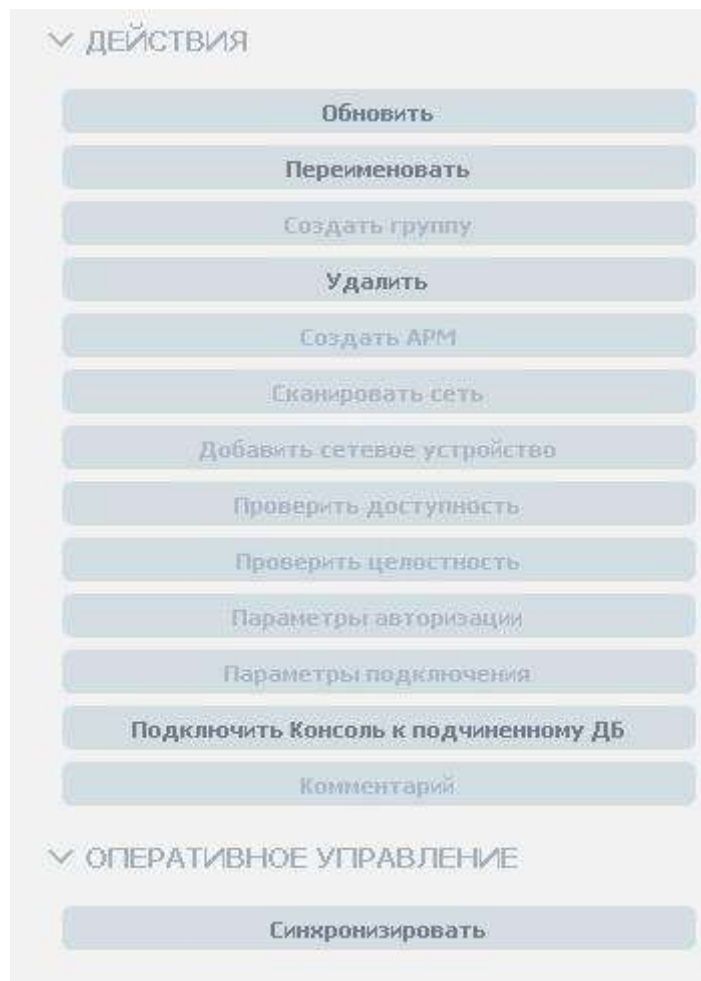 ДЕЙСТВИЯ
Обновить
Переименовать
Создать группу
Удалить
Создать АРМ
Сканировать сеть
Добавить сетевое устройство
Проверить доступность
Проверить целостность
Параметры авторизации
Параметры подключения
Подключить Консоль к подчиненному ДБ
Комментарий
ОПЕРАТИВНОЕ УПРАВЛЕНИЕ
Синхронизировать